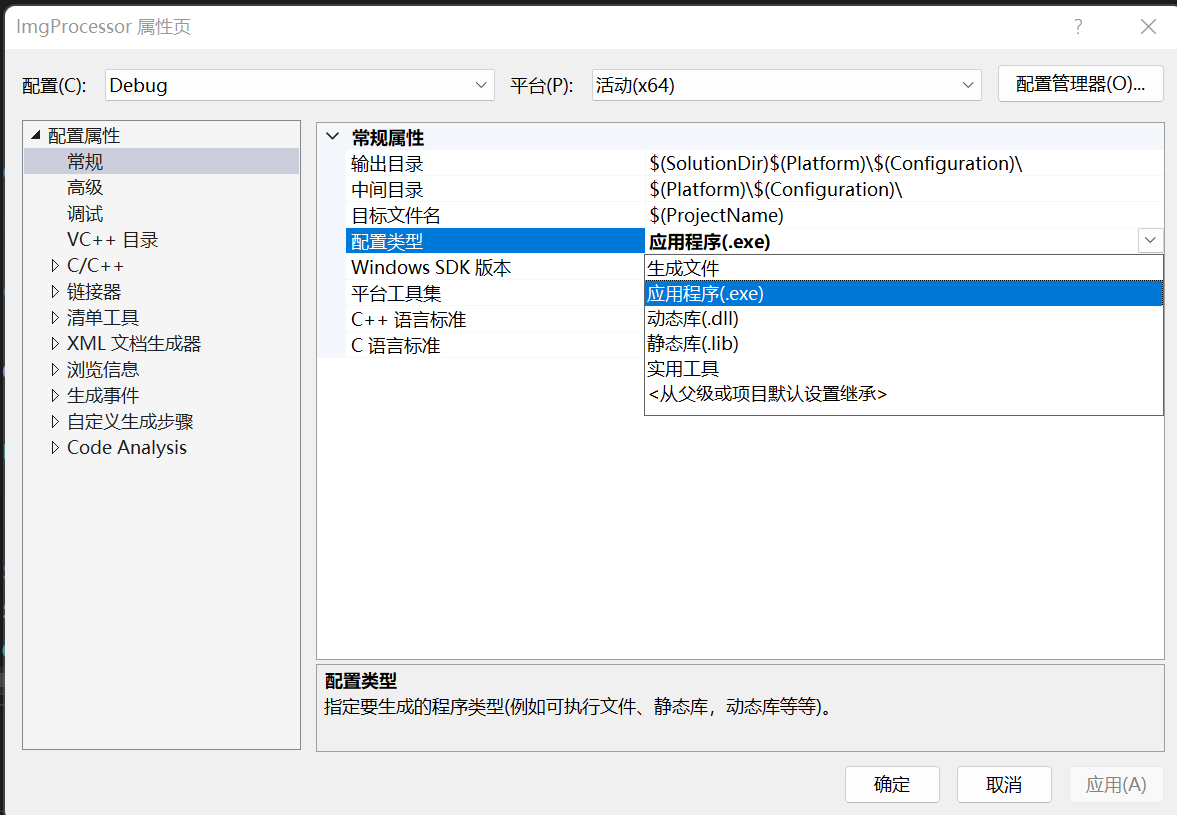 ImgProcessor 属性页
?
配置(C):
Debug
平台(P):
活动(x64)
配置管理器(O)...
配置属性
常规
高级
调试
VC++ 目录
C/C++
链接器
清单工具
XML 文档生成器
浏览信息
生成事件
自定义生成步骤
Code Analysis
常规属性
输出目录 $(SolutionDir)$(Platform)\$(Configuration)\
中间目录 $(Platform)\$(Configuration)\
目标文件名 $(ProjectName)
配置类型 应用程序(.exe)
Windows SDK 版本
平台工具集
C++ 语言标准
C 语言标准
生成文件
应用程序(.exe)
动态库(.dll)
静态库(.lib)
实用工具
<从父级或项目默认设置继承>
配置类型
指定要生成的程序类型(例如可执行文件、静态库，动态库等等)。
确定
取消
应用(A)